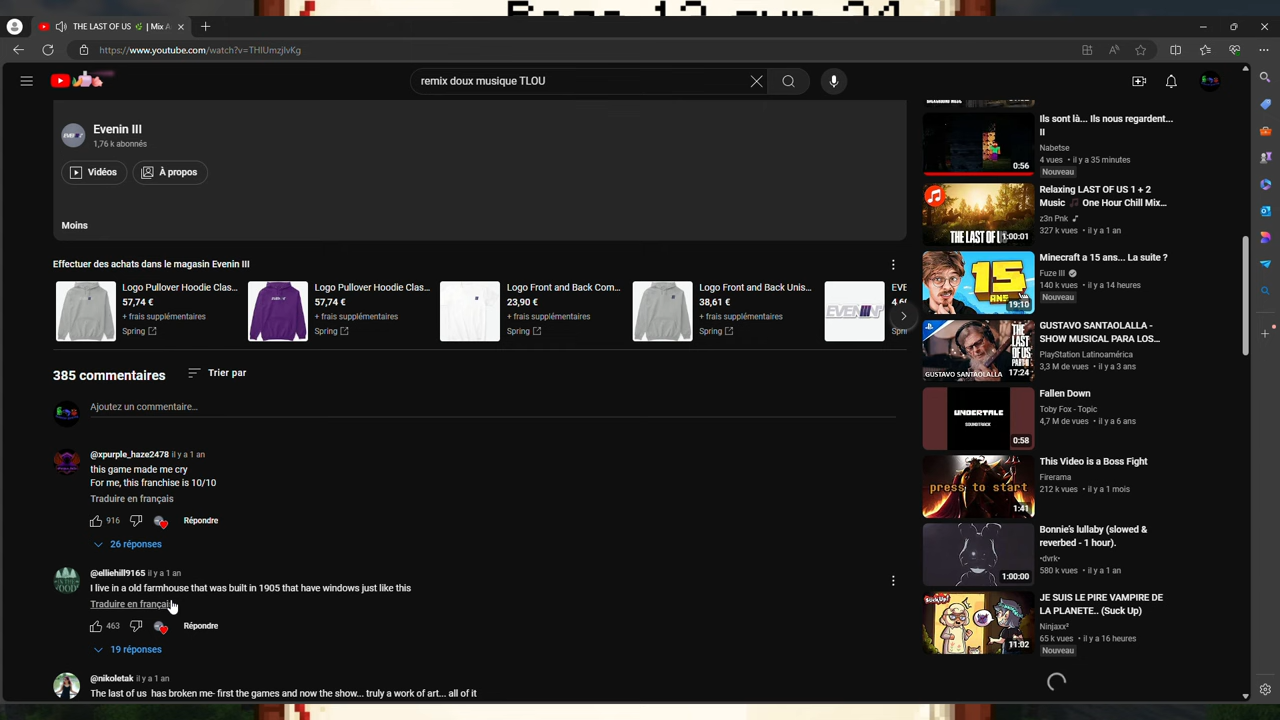 THE LAST OF US 🌿 | Mix A
https://www.youtube.com/watch?v=THIUmzjlvKg
remix doux musique TLOU
Evenin III
1,76 k abonnés
Vidéos
À propos
Moins
Effectuer des achats dans le magasin Evenin III
Logo Pullover Hoodie Clas...
57,74 €
+ frais supplémentaires
Spring
Logo Pullover Hoodie Clas...
57,74 €
+ frais supplémentaires
Spring
Logo Front and Back Com...
23,90 €
+ frais supplémentaires
Spring
Logo Front and Back Unis...
38,61 €
+ frais supplémentaires
Spring
EVENIN
385 commentaires
Trier par
Ajoutez un commentaire...
@xpurple_haze2478 il y a 1 an
this game made me cry
For me, this franchise is 10/10
Traduire en français
916
Répondre
26 réponses
@elliehill9165 il y a 1 an
I live in a old farmhouse that was built in 1905 that have windows just like this
Traduire en français
463
Répondre
19 réponses
@nikoletak il y a 1 an
The last of us has broken me- first the games and now the show... truly a work of art... all of it
Ils sont là... Ils nous regardent...
II
Nabetse
4 vues • il y a 35 minutes
Nouveau
0:56
Relaxing LAST OF US 1 + 2
Music 🎵 One Hour Chill Mix...
z3n Pnk
327 k vues • il y a 1 an
THE LAST OF U
1:00:01
Minecraft a 15 ans... La suite ?
Fuze III
140 k vues • il y a 14 heures
Nouveau
15
ANS
19:10
GUSTAVO SANTAOLALLA -
SHOW MUSICAL PARA LOS...
PlayStation Latinoamérica
3,3 M de vues • il y a 3 ans
GUSTAVO SANTAOLALLA
17:24
Fallen Down
Toby Fox - Topic
4,7 M de vues • il y a 6 ans
UNDERTALE
SOUNDTRACK
0:58
This Video is a Boss Fight
Firerama
212 k vues • il y a 1 mois
press to start
1:41
Bonnie's lullaby (slowed &
reverbed - 1 hour).
•dvrk•
580 k vues • il y a 1 an
1:00:00
JE SUIS LE PIRE VAMPIRE DE
LA PLANETE.. (Suck Up)
Ninjaxx²
65 k vues • il y a 16 heures
Nouveau
Suck Up!
11:02